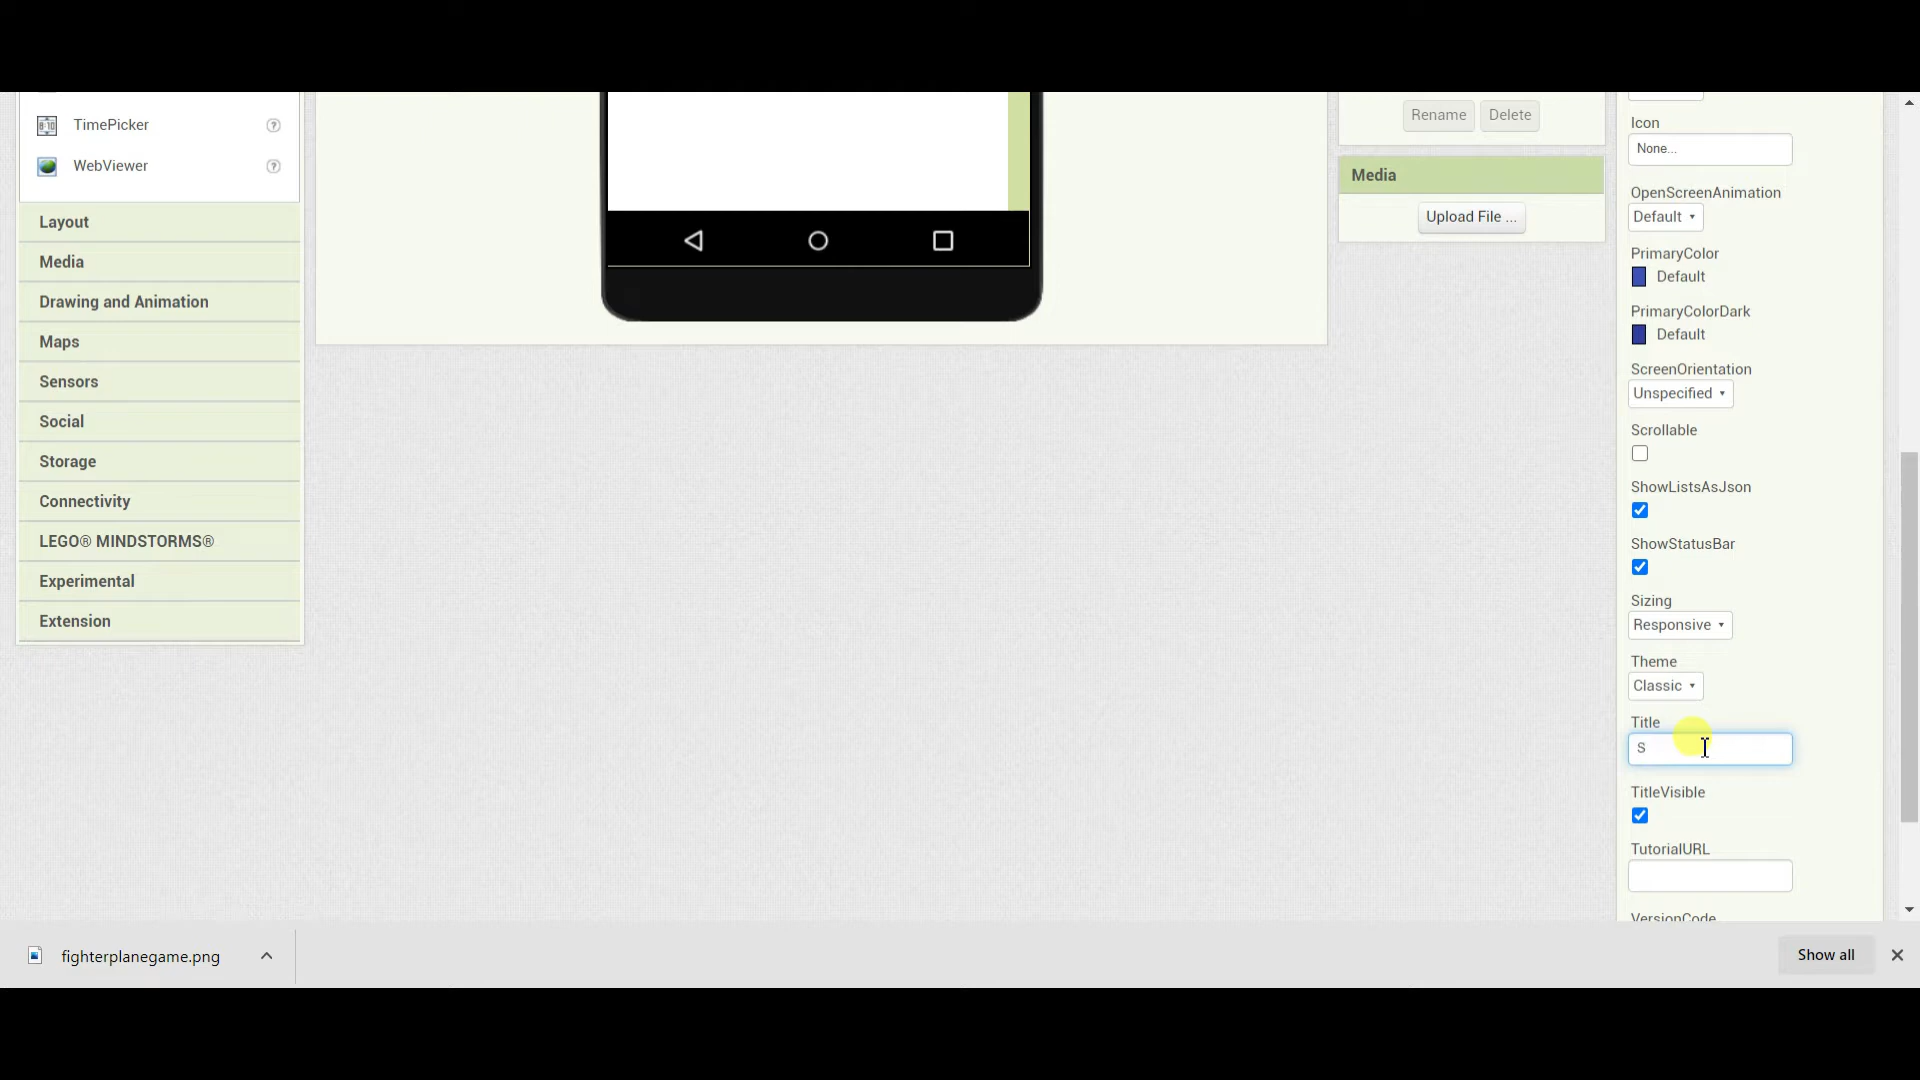 TimePicker
?
WebViewer
?
Layout
Media
Drawing and Animation
Maps
Sensors
Social
Storage
Connectivity
LEGO® MINDSTORMS®
Experimental
Extension
Rename
Delete
Media
Upload File ...
Icon
None...
OpenScreenAnimation
Default
PrimaryColor
Default
PrimaryColorDark
Default
ScreenOrientation
Unspecified
Scrollable
ShowListsAsJson
ShowStatusBar
Sizing
Responsive
Theme
Classic
Title
S
TitleVisible
TutorialURL
VersionCode
fighterplanegame.png
Show all